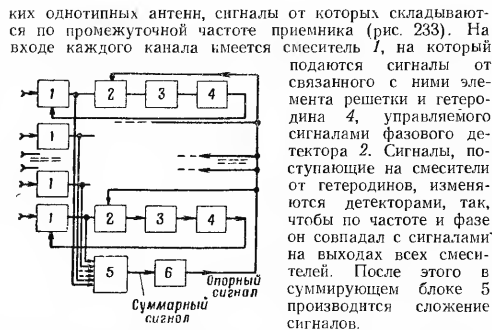 ких однотипных антенн, сигналы от которых складывают-
ся по промежуточной частоте приемника (рис. 233). На
входе каждого канала имеется смеситель 1, на который
подаются сигналы от
связанного с ними эле-
мента решетки и гетеро-
дина 4, управляемого
сигналами фазового де-
тектора 2. Сигналы, по-
ступающие на смесители
от гетеродинов, изменя-
ются детекторами, так,
чтобы по частоте и фазе
он совпадал с сигналами
на выходах всех смеси-
телей. После этого в
суммирующем блоке 5
производится сложение
сигналов.
1 2 3 4
1
1
1 2 3 4
5 6
Опорный
сигнал
Суммарный
сигнал